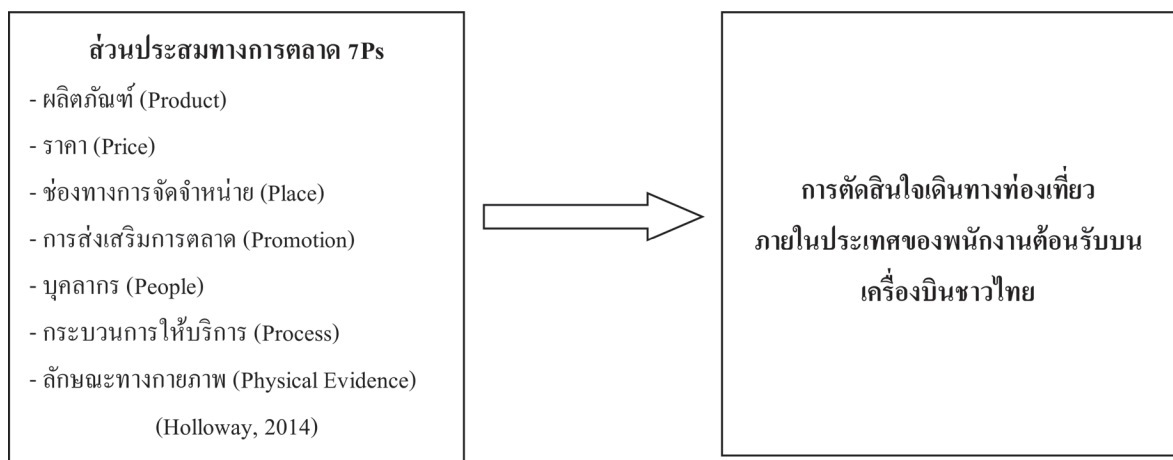 ส่วนประสมทางการตลาด 7Ps
- ผลิตภัณฑ์ (Product)
- ราคา (Price)
- ช่องทางการจัดจำหน่าย (Place)
- การส่งเสริมการตลาด (Promotion)
- บุคลากร (People)
- กระบวนการให้บริการ (Process)
- ลักษณะทางกายภาพ (Physical Evidence)
(Holloway, 2014)
การตัดสินใจเดินทางท่องเที่ยว
ภายในประเทศของพนักงานต้อนรับบน
เครื่องบินชาวไทย